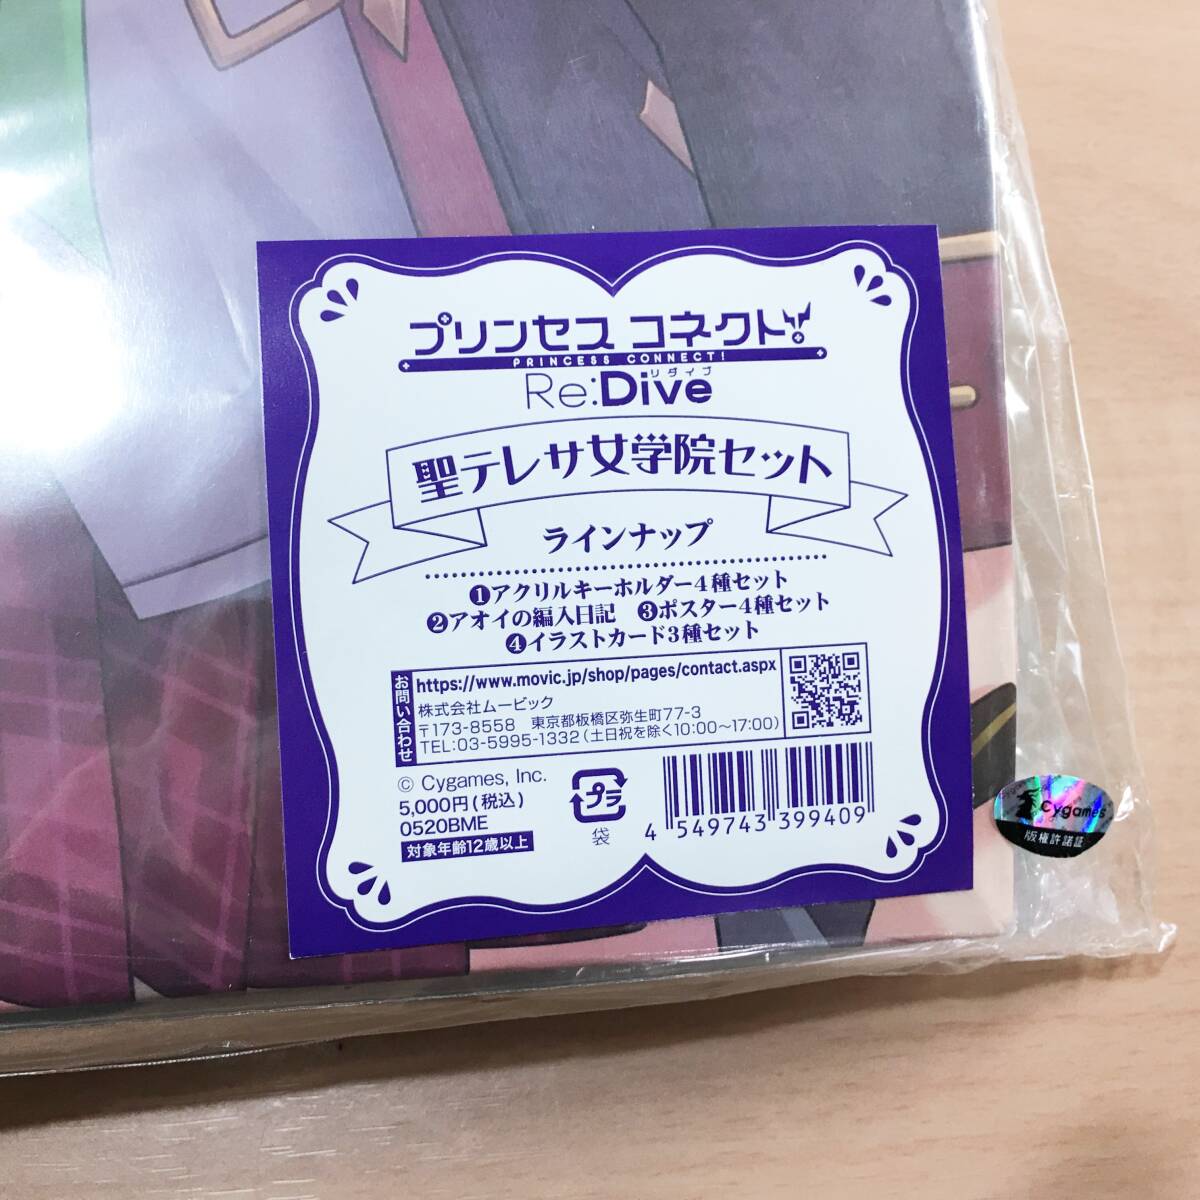 プリンセスコネクト!
PRINCESS CONNECT!
リダイブ
Re:Dive
聖テレサ女学院セット
ラインナップ
❶アクリルキーホルダー4種セット
❷アオイの編入日記 ❸ポスター4種セット
❹イラストカード3種セット
お問い合わせ
https://www.movic.jp/shop/pages/contact.aspx
株式会社ムービック
〒173-8558 東京都板橋区弥生町77-3
TEL:03-5995-1332(土日祝を除く10:00〜17:00)
© Cygames, Inc.
5,000円(税込)
0520BME
対象年齢12歳以上
プラ
袋
4 549743 399409
Cygames
版権許諾証